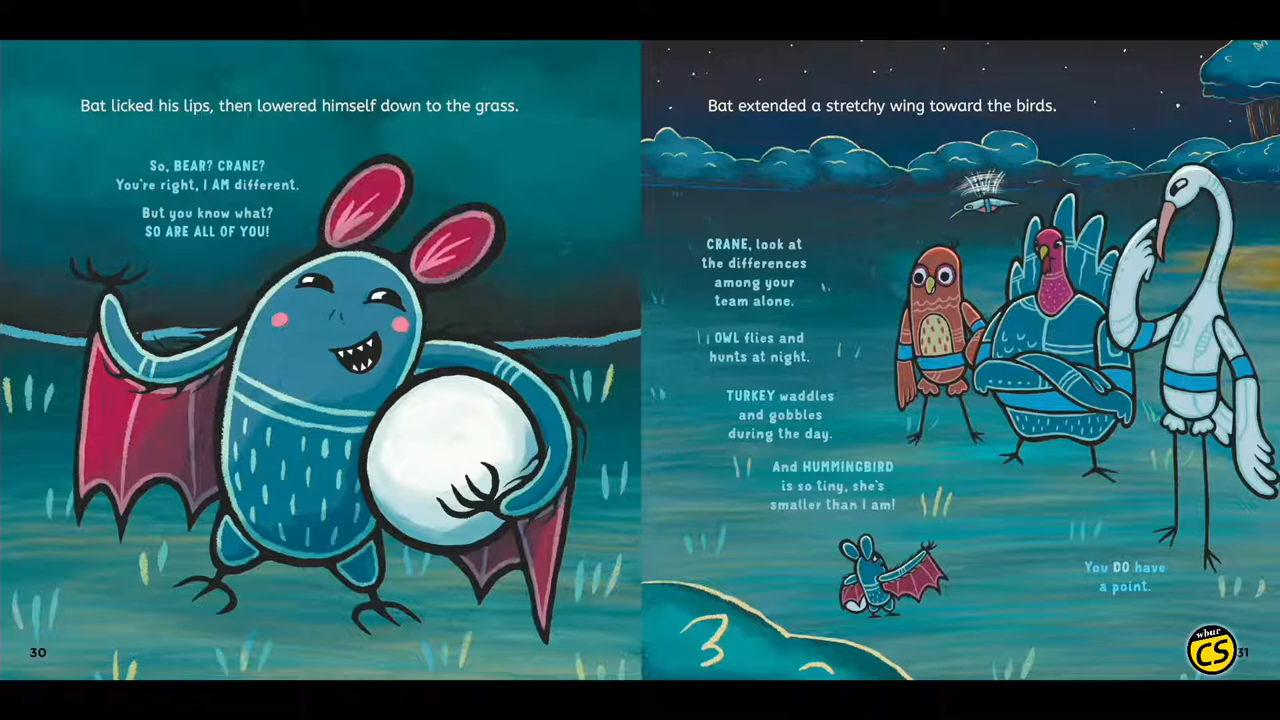 Bat licked his lips, then lowered himself down to the grass.
So, BEAR? CRANE?
You're right, I AM different.
But you know what?
SO ARE ALL OF YOU!
30
Bat extended a stretchy wing toward the birds.
CRANE, look at
the differences
among your
team alone.
OWL flies and
hunts at night.
TURKEY waddles
and gobbles
during the day.
And HUMMINGBIRD
is so tiny, she's
smaller than I am!
You DO have
a point.
wbur
CS
31